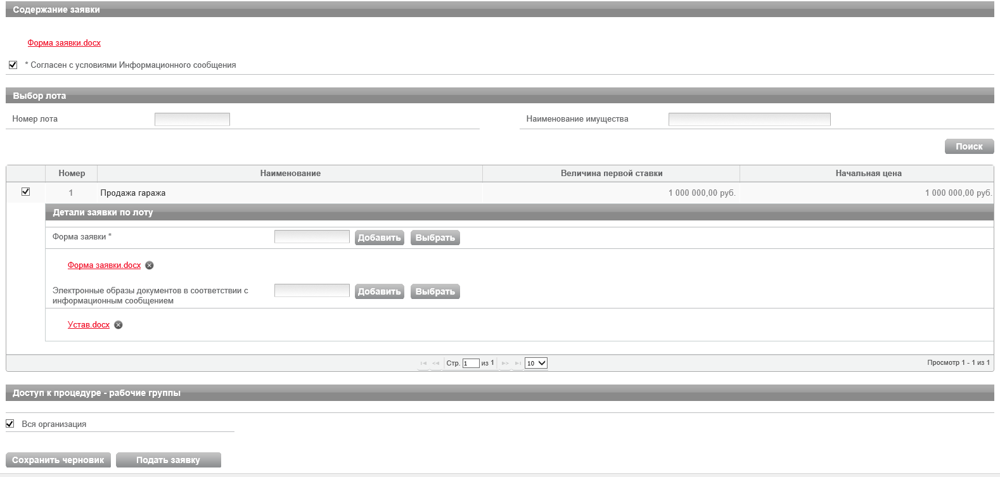 Содержание заявки
Форма заявки.docx
* Согласен с условиями Информационного сообщения
Выбор лота
Номер лота Наименование имущества
Поиск
Номер Наименование Величина первой ставки Начальная цена
1 Продажа гаража 1 000 000,00 руб. 1 000 000,00 руб.
Детали заявки по лоту
Форма заявки * Добавить Выбрать
Форма заявки.docx
Электронные образы документов в соответствии с
информационным сообщением
Добавить Выбрать
Устав.docx
Стр. 1 из 1 10 Просмотр 1 - 1 из 1
Доступ к процедуре - рабочие группы
Вся организация
Сохранить черновик Подать заявку